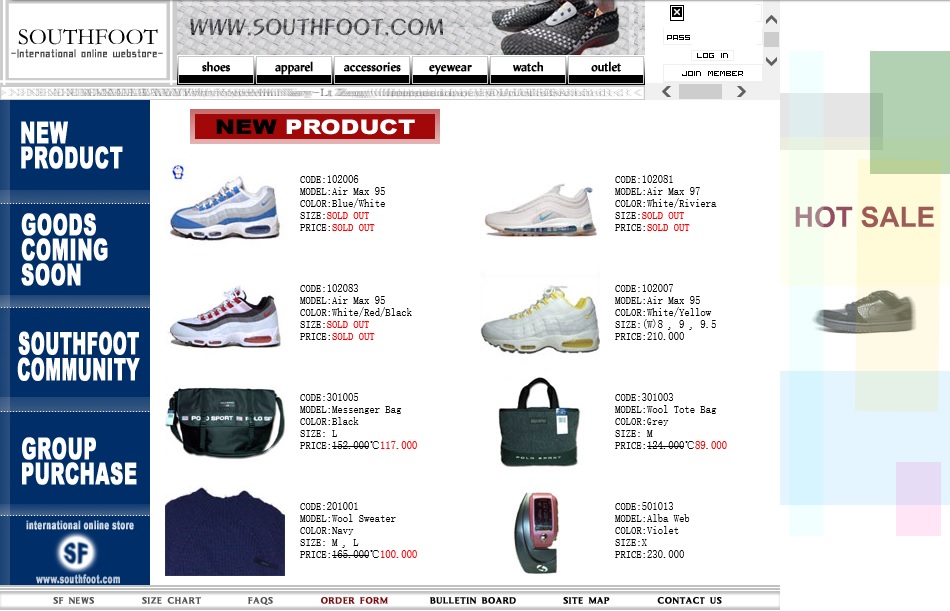 SOUTHFOOT
-International online webstore-
WWW.SOUTHFOOT.COM
PASS
LOG IN
JOIN MEMBER
shoes apparel accessories eyewear watch outlet
NEW PRODUCT
NEW
PRODUCT
GOODS
COMING
SOON
SOUTHFOOT
COMMUNITY
GROUP
PURCHASE
international online store
SF
www.southfoot.com
CODE:102006
MODEL:Air Max 95
COLOR:Blue/White
SIZE:SOLD OUT
PRICE:SOLD OUT
CODE:102081
MODEL:Air Max 97
COLOR:White/Riviera
SIZE:SOLD OUT
PRICE:SOLD OUT
CODE:102083
MODEL:Air Max 95
COLOR:White/Red/Black
SIZE:SOLD OUT
PRICE:SOLD OUT
CODE:102007
MODEL:Air Max 95
COLOR:White/Yellow
SIZE:(W)8 , 9 , 9.5
PRICE:210.000
POLO SPORT
CODE:301005
MODEL:Messenger Bag
COLOR:Black
SIZE: L
PRICE:152.000℃117.000
POLO SPORT
CODE:301003
MODEL:Wool Tote Bag
COLOR:Grey
SIZE: M
PRICE:124.000℃89.000
CODE:201001
MODEL:Wool Sweater
COLOR:Navy
SIZE: M , L
PRICE:165.000℃100.000
CODE:501013
MODEL:Alba Web
COLOR:Violet
SIZE:X
PRICE:230.000
HOT SALE
SF NEWS SIZE CHART FAQS ORDER FORM BULLETIN BOARD SITE MAP CONTACT US